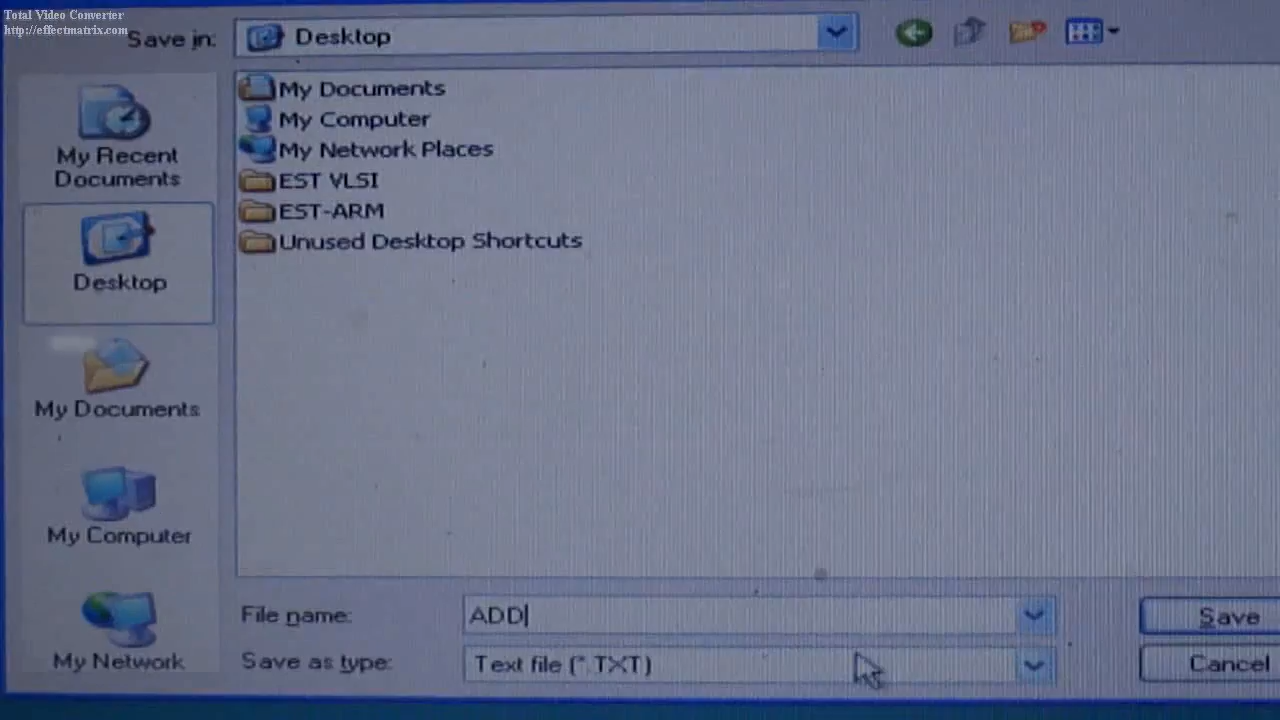 Total Video Converter
http://effectmatrix.com
Save in:
Desktop
My Recent
Documents
Desktop
My Documents
My Computer
My Network
My Documents
My Computer
My Network Places
EST VLSI
EST-ARM
Unused Desktop Shortcuts
File name:
ADD
Save
Save as type:
Text file (*.TXT)
Cancel